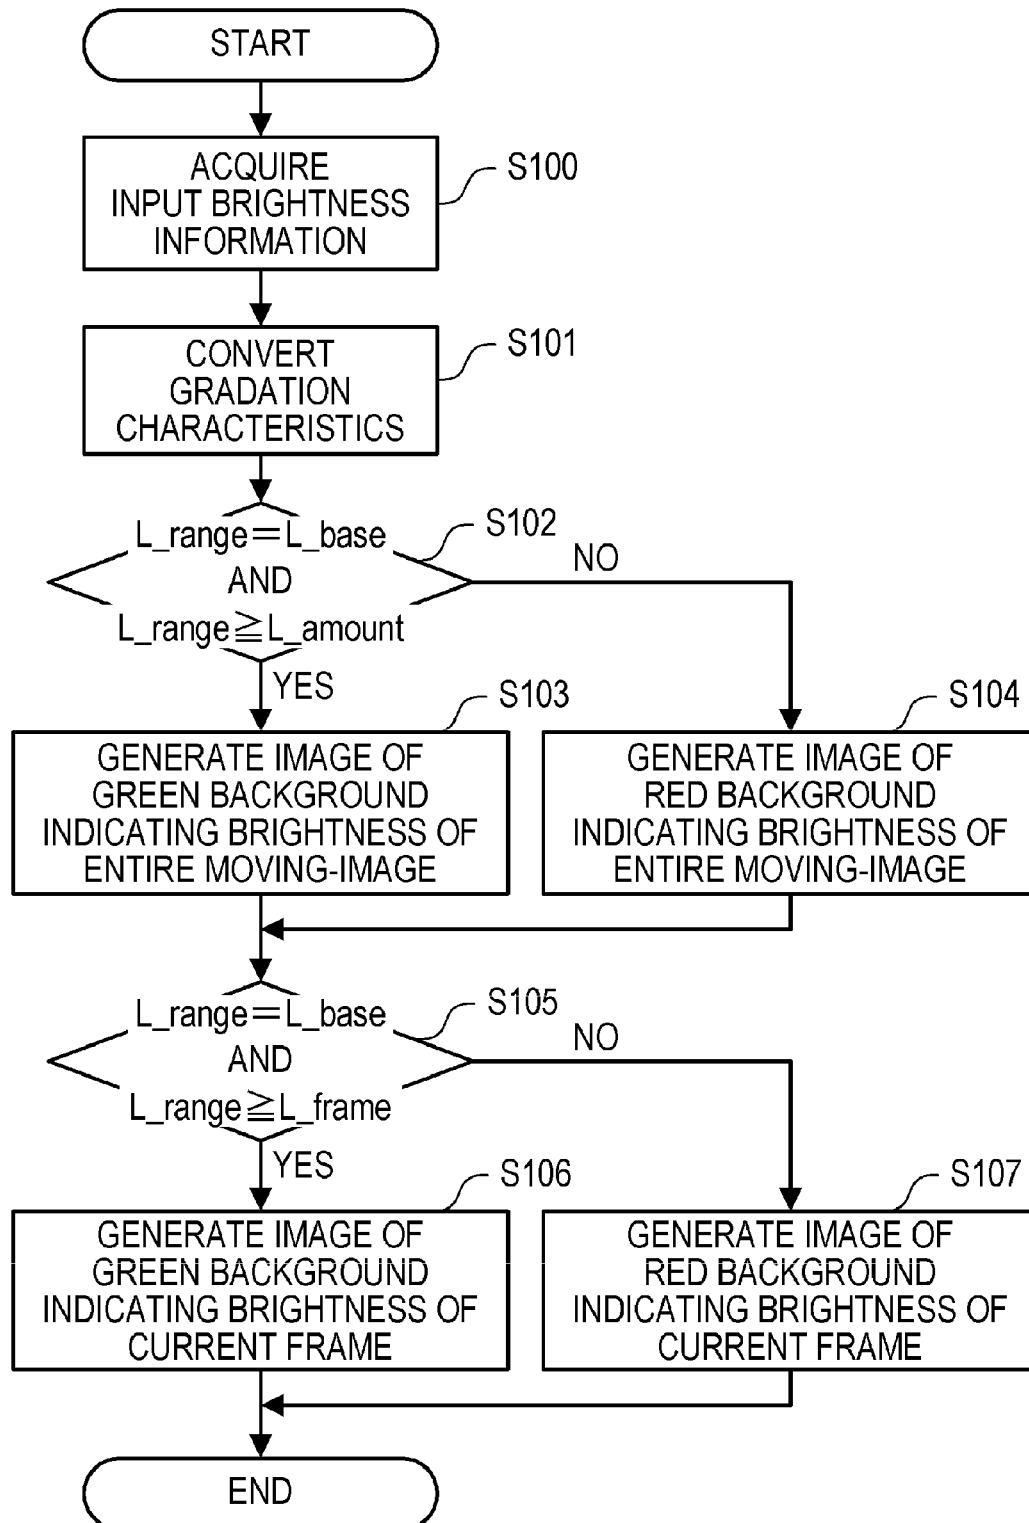 START
ACQUIRE
INPUT BRIGHTNESS
INFORMATION
S100
CONVERT
GRADATION
CHARACTERISTICS
S101
L_range=L_base
AND
L_range≧L_amount
S102
NO
YES
S103
GENERATE IMAGE OF
GREEN BACKGROUND
INDICATING BRIGHTNESS OF
ENTIRE MOVING-IMAGE
S104
GENERATE IMAGE OF
RED BACKGROUND
INDICATING BRIGHTNESS OF
ENTIRE MOVING-IMAGE
L_range=L_base
AND
L_range≧L_frame
S105
NO
YES
S106
GENERATE IMAGE OF
GREEN BACKGROUND
INDICATING BRIGHTNESS OF
CURRENT FRAME
S107
GENERATE IMAGE OF
RED BACKGROUND
INDICATING BRIGHTNESS OF
CURRENT FRAME
END